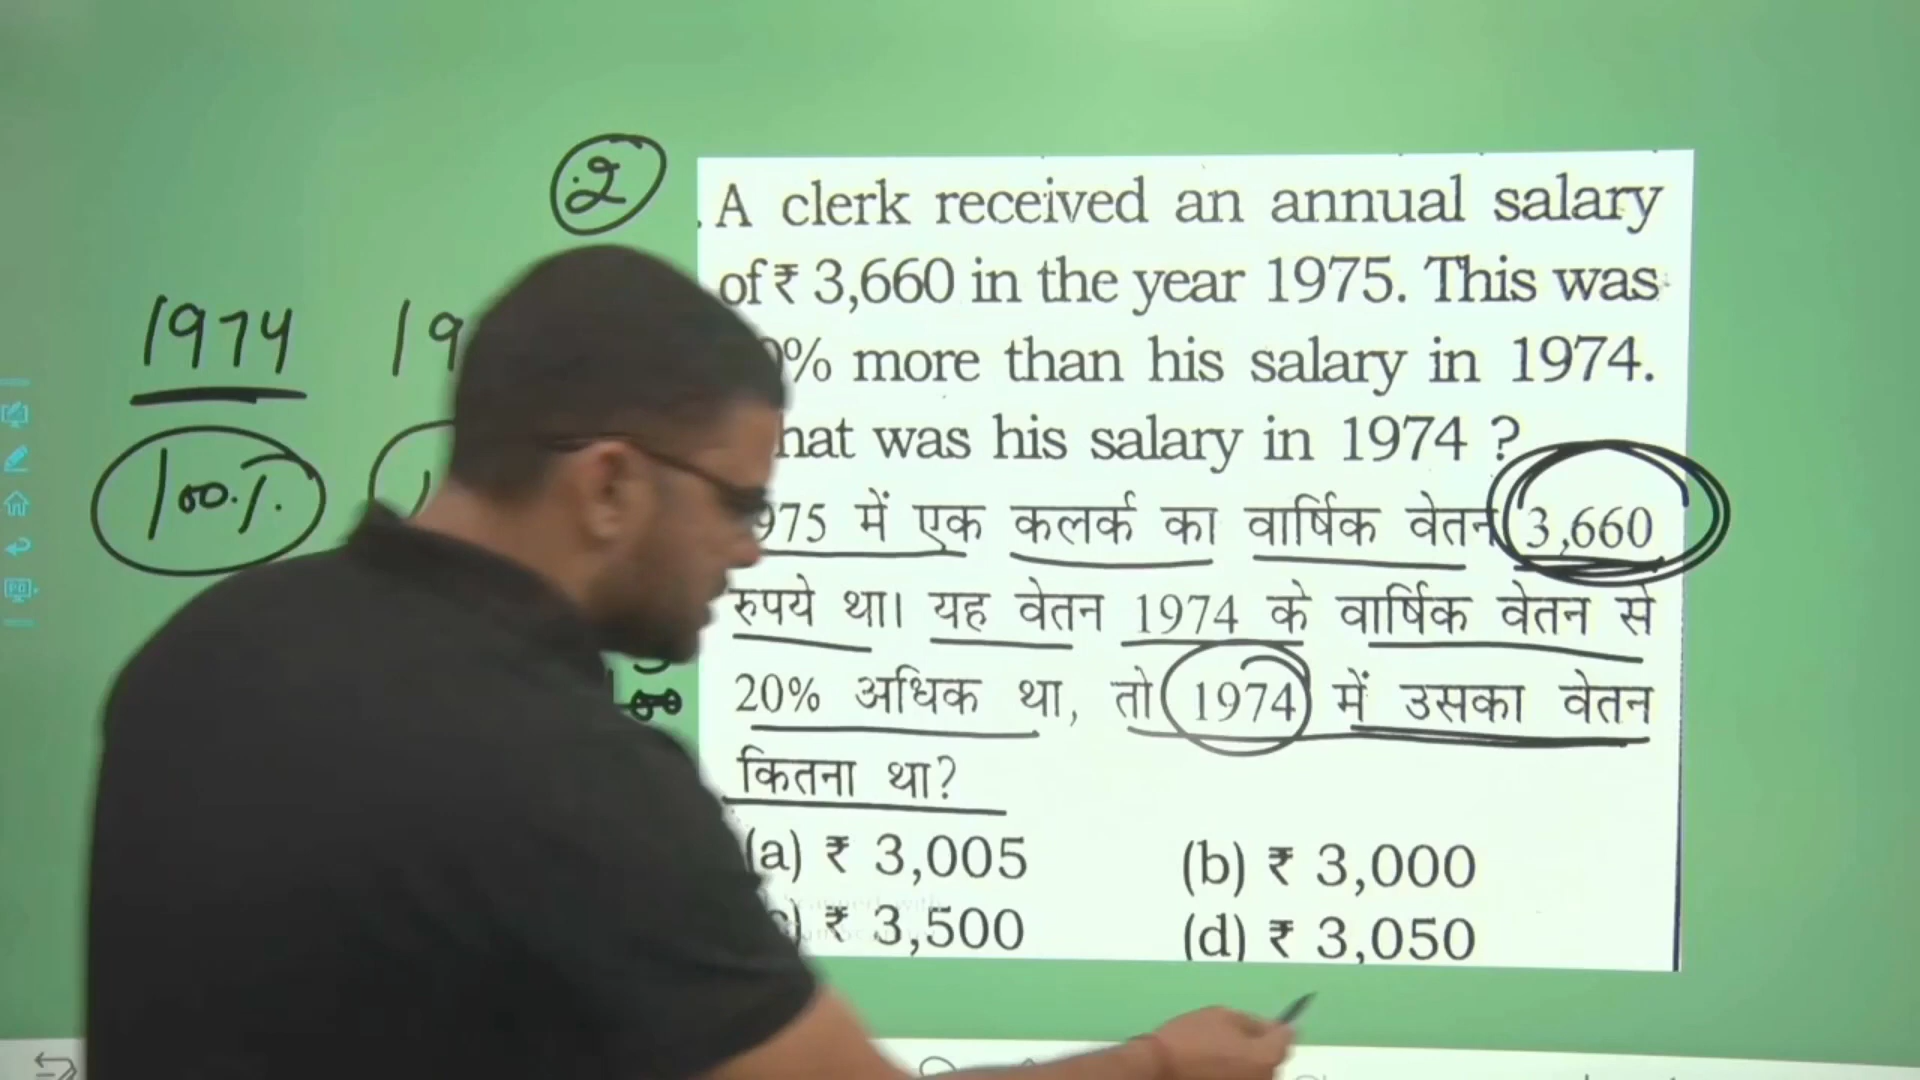 2
A clerk received an annual salary
of ₹ 3,660 in the year 1975. This was
% more than his salary in 1974.
hat was his salary in 1974 ?
975 में एक कलर्क का वार्षिक वेतन 3,660
रुपये था। यह वेतन 1974 के वार्षिक वेतन से
20% अधिक था, तो 1974 में उसका वेतन
कितना था?
(a) ₹ 3,005 (b) ₹ 3,000
₹ 3,500 (d) ₹ 3,050
1974 19
100%